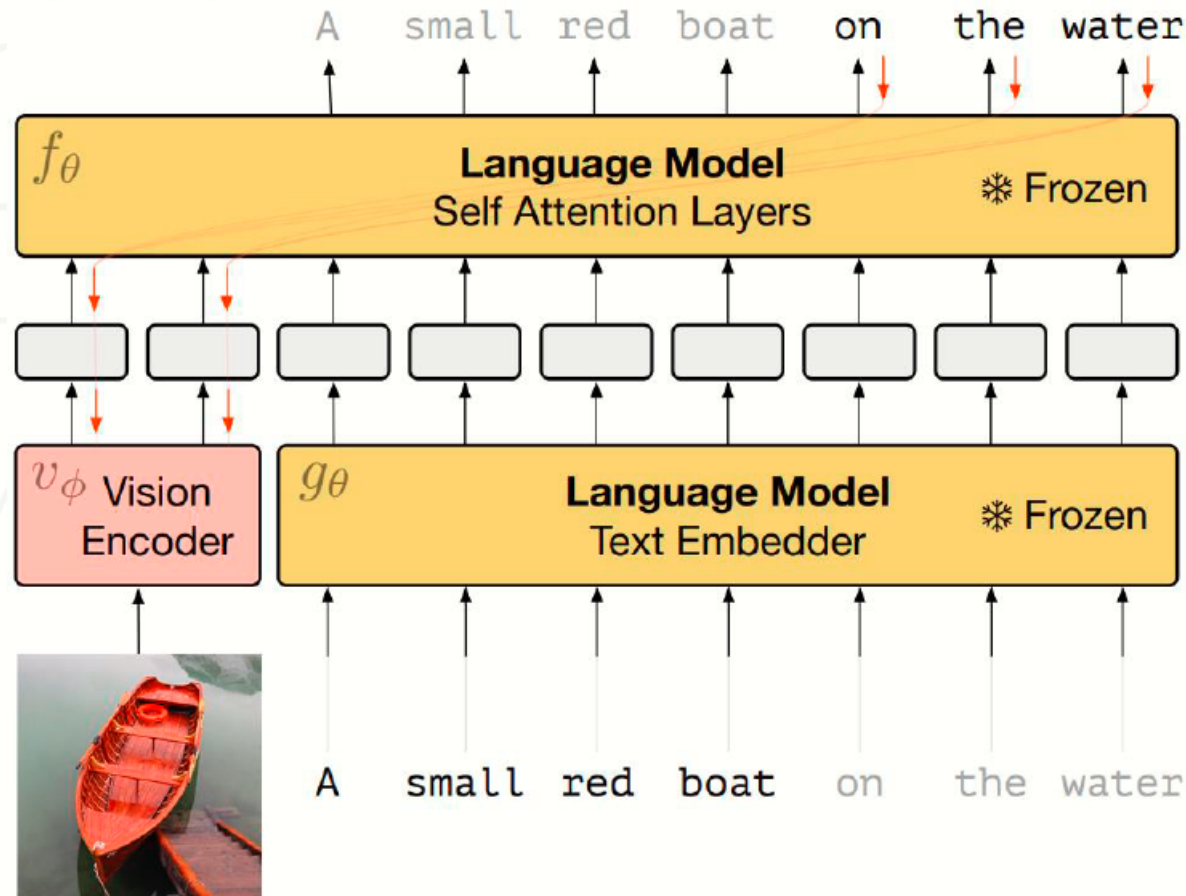 A small red boat on the water
fθ
Language Model
Self Attention Layers
❄ Frozen
vϕ Vision
Encoder
gθ
Language Model
Text Embedder
❄ Frozen
A small red boat on the water